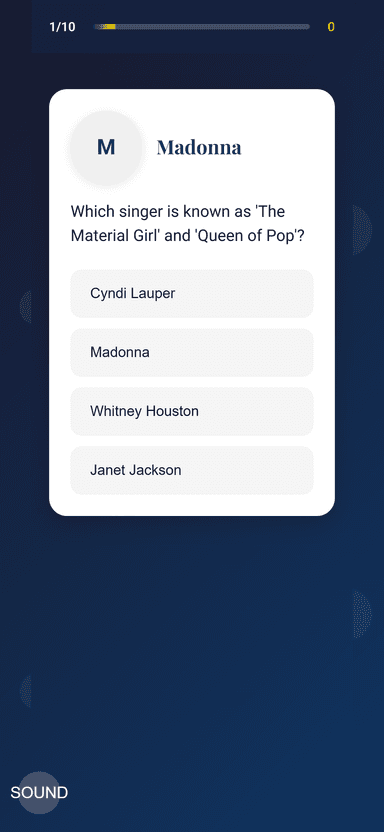 1/10
0
M
Madonna
Which singer is known as 'The
Material Girl' and 'Queen of Pop'?
Cyndi Lauper
Madonna
Whitney Houston
Janet Jackson
SOUND